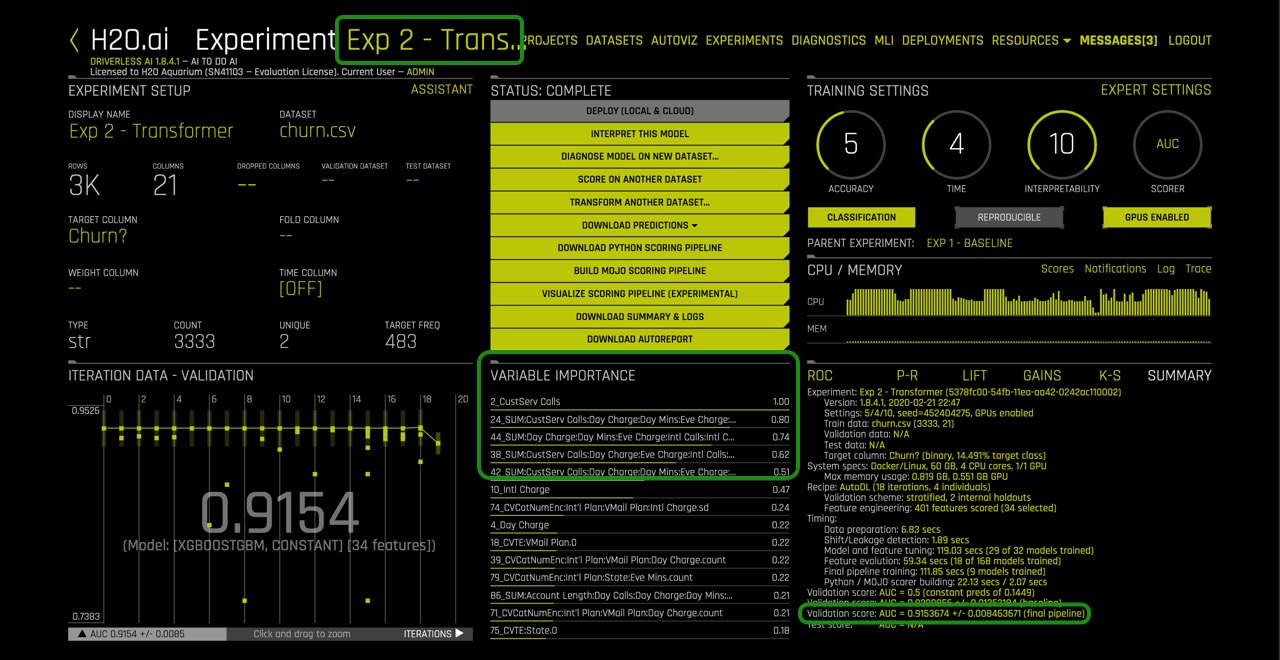 H2O.ai Experiment Exp 2 - Trans...
PROJECTS DATASETS AUTOVIZ EXPERIMENTS DIAGNOSTICS MLI DEPLOYMENTS RESOURCES MESSAGES[3] LOGOUT
DRIVERLESS AI 1.8.4.1 – AI TO DO AI
Licensed to H2O Aquarium (SN41103 – Evaluation License). Current User – ADMIN
EXPERIMENT SETUP ASSISTANT
DISPLAY NAME DATASET
Exp 2 - Transformer churn.csv
ROWS COLUMNS DROPPED COLUMNS VALIDATION DATASET TEST DATASET
3K 21 -- -- --
TARGET COLUMN FOLD COLUMN
Churn? --
WEIGHT COLUMN TIME COLUMN
-- [OFF]
TYPE COUNT UNIQUE TARGET FREQ
str 3333 2 483
STATUS: COMPLETE
DEPLOY (LOCAL & CLOUD)
INTERPRET THIS MODEL
DIAGNOSE MODEL ON NEW DATASET...
SCORE ON ANOTHER DATASET
TRANSFORM ANOTHER DATASET...
DOWNLOAD PREDICTIONS
DOWNLOAD PYTHON SCORING PIPELINE
BUILD MOJO SCORING PIPELINE
VISUALIZE SCORING PIPELINE (EXPERIMENTAL)
DOWNLOAD SUMMARY & LOGS
DOWNLOAD AUTOREPORT
TRAINING SETTINGS EXPERT SETTINGS
5 4 10 AUC
ACCURACY TIME INTERPRETABILITY SCORER
CLASSIFICATION REPRODUCIBLE GPUS ENABLED
PARENT EXPERIMENT: EXP 1 - BASELINE
CPU / MEMORY Scores Notifications Log Trace
CPU
MEM
ITERATION DATA - VALIDATION
0 2 4 6 8 10 12 14 16 18 20
0.9526
0.9154
(Model: [XGBOOSTGBM, CONSTANT] [34 features])
0.7383
AUC 0.9154 +/- 0.0085 Click and drag to zoom ITERATIONS
VARIABLE IMPORTANCE
2_CustServ Calls 1.00
24_SUM:CustServ Calls:Day Charge:Day Mins:Eve Charge:... 0.80
44_SUM:Day Charge:Day Mins:Eve Charge:Intl Calls:Intl C... 0.74
38_SUM:CustServ Calls:Day Charge:Eve Charge:Intl Calls:... 0.62
42_SUM:CustServ Calls:Day Charge:Day Mins:Eve Charge:... 0.51
10_Intl Charge 0.47
74_CVCatNumEnc:Int'l Plan:VMail Plan:Intl Charge.sd 0.24
4_Day Charge 0.22
18_CVTE:VMail Plan.0 0.22
39_CVCatNumEnc:Int'l Plan:VMail Plan:Day Charge.count 0.22
79_CVCatNumEnc:Int'l Plan:State:Eve Mins.count 0.22
86_SUM:Account Length:Day Calls:Day Charge:Day Mins:... 0.21
71_CVCatNumEnc:Int'l Plan:VMail Plan:Day Charge.count 0.21
75_CVTE:State.0 0.18
ROC P-R LIFT GAINS K-S SUMMARY
Experiment: Exp 2 - Transformer (5378fc00-54fb-11ea-aa42-0242ac110002)
Version: 1.8.4.1, 2020-02-21 22:47
Settings: 5/4/10, seed=452404275, GPUs enabled
Train data: churn.csv (3333, 21)
Validation data: N/A
Test data: N/A
Target column: Churn? (binary, 14.491% target class)
System specs: Docker/Linux, 60 GB, 4 CPU cores, 1/1 GPU
Max memory usage: 0.819 GB, 0.551 GB GPU
Recipe: AutoDL (18 iterations, 4 individuals)
Validation scheme: stratified, 2 internal holdouts
Feature engineering: 401 features scored (34 selected)
Timing:
Data preparation: 6.83 secs
Shift/Leakage detection: 1.89 secs
Model and feature tuning: 119.03 secs (29 of 32 models trained)
Feature evolution: 59.34 secs (18 of 168 models trained)
Final pipeline training: 111.85 secs (9 models trained)
Python / MOJO scorer building: 22.13 secs / 2.07 secs
Validation score: AUC = 0.5 (constant preds of 0.1449)
Validation score: AUC = (baseline)
Validation score: AUC = 0.9153674 +/- 0.008463671 (final pipeline)
Test score: AUC = N/A